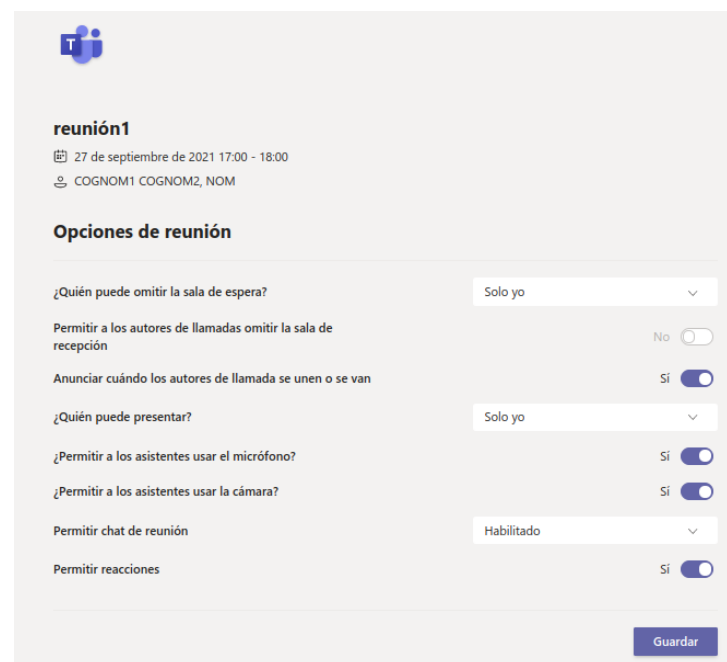 T
reunión1
27 de septiembre de 2021 17:00 - 18:00
COGNOM1 COGNOM2, NOM
Opciones de reunión
¿Quién puede omitir la sala de espera? Solo yo
Permitir a los autores de llamadas omitir la sala de
recepción No
Anunciar cuándo los autores de llamada se unen o se van Sí
¿Quién puede presentar? Solo yo
¿Permitir a los asistentes usar el micrófono? Sí
¿Permitir a los asistentes usar la cámara? Sí
Permitir chat de reunión Habilitado
Permitir reacciones Sí
Guardar